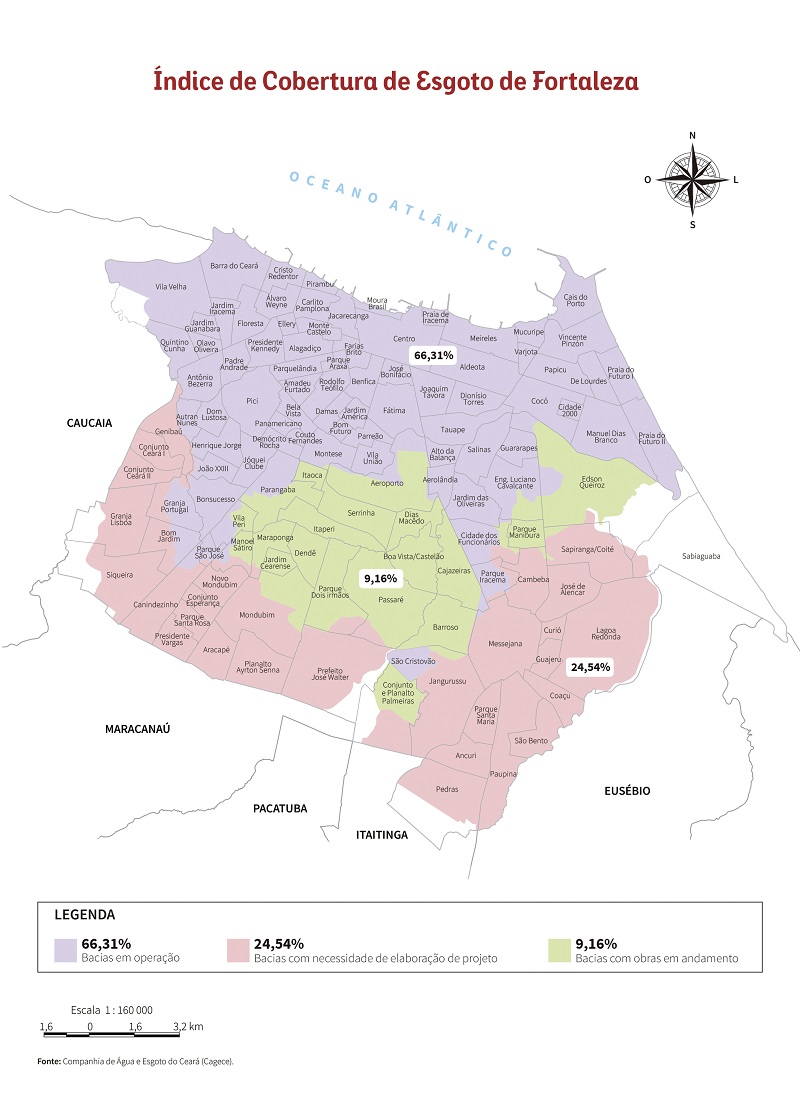 Índice de Cobertura de Esgoto de Fortaleza
N
O
L
S
OCEANO ATLÂNTICO
Barra do Ceará
Cristo
Redentor
Pirambu
Vila Velha
Álvaro
Weyne
Carlito
Pamplona
Moura
Brasil
Cais do
Porto
Jardim
Iracema
Jacarecanga
Praia de
Iracema
Jardim
Guanabara
Floresta
Ellery
Monte
Castelo
Mucuripe
Vicente
Pinzón
Centro
Meireles
Quintino
Cunha
Olavo
Oliveira
Presidente
Kennedy
Alagadiço
Farias
Brito
66,31%
Varjota
Padre
Andrade
Parquelândia
Parque
Araxa
José
Bonifácio
Aldeota
Papicu
Praia do
Futuro I
De Lourdes
Antônio
Bezerra
Amadeu
Furtado
Rodolfo
Teófilo
Benfica
Joaquim
Távora
Dionísio
Torres
Cocó
Cidade
2000
Pici
Bela
Vista
Damas
Jardim
América
Fátima
Autran
Nunes
Dom
Lustosa
Panamericano
Bom
Futuro
CAUCAIA
Genibaú
Demócrito
Rocha
Couto
Fernandes
Parreão
Tauape
Manuel Dias
Branco
Praia do
Futuro II
Conjunto
Ceará I
Henrique Jorge
Montese
Vila
União
Alto da
Balança
Salinas
Guararapes
Conjunto
Ceará II
João XXIII
Jóquei
Clube
Itaoca
Aeroporto
Aerolândia
Eng. Luciano
Cavalcante
Edson
Queiroz
Parangaba
Granja
Portugal
Bonsucesso
Jardim das
Oliveiras
Granja
Lisboa
Vila
Peri
Serrinha
Dias
Macêdo
Itaperi
Parque
Manibura
Bom
Jardim
Manoel
Sátiro
Maraponga
Cidade dos
Funcionários
Parque
São José
Dendê
Boa Vista/Castelão
Sapiranga/Coité
Sabiaguaba
Jardim
Cearense
Cajazeiras
Siqueira
Novo
Mondubim
9,16%
Parque
Iracema
Cambeba
José de
Alencar
Parque
Dois irmãos
Passaré
Canindezinho
Conjunto
Esperança
Mondubim
Parque
Santa Rosa
Barroso
Curió
Lagoa
Redonda
Presidente
Vargas
Aracapé
Messejana
Guajeru
24,54%
Planalto
Ayrton Senna
Prefeito
José Walter
São Cristovão
Jangurussu
Conjunto
e Planalto
Palmeiras
Coaçu
Parque
Santa
Maria
MARACANAÚ
São Bento
Ancuri
Paupina
Pedras
EUSÉBIO
PACATUBA
ITAITINGA
LEGENDA
66,31%
Bacias em operação
24,54%
Bacias com necessidade de elaboração de projeto
9,16%
Bacias com obras em andamento
Escala 1 : 160 000
1,6 0 1,6 3,2 km
Fonte: Companhia de Água e Esgoto do Ceará (Cagece).